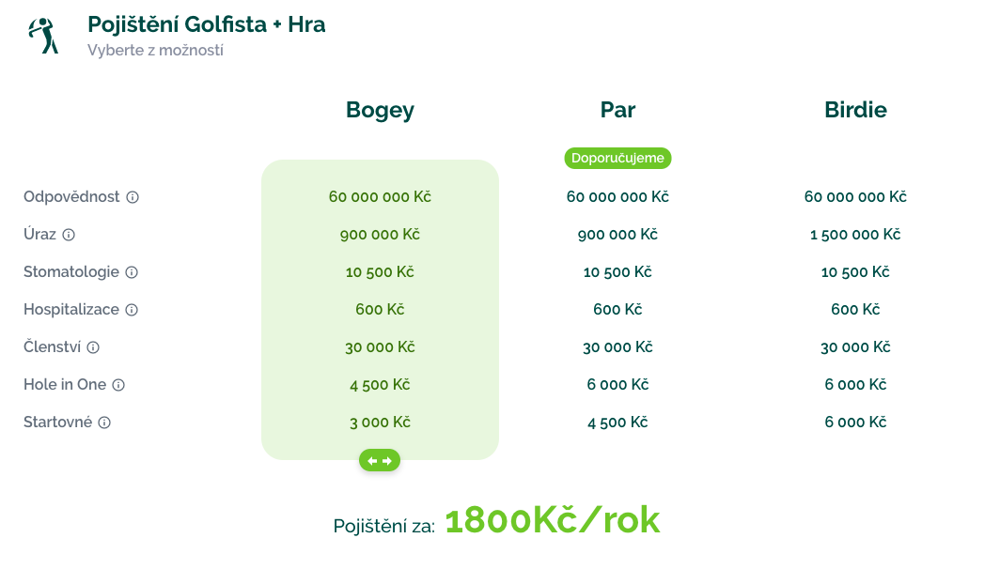 Pojištění Golfista + Hra
Vyberte z možností
Bogey Par Birdie
Doporučujeme
Odpovědnost 60 000 000 Kč 60 000 000 Kč 60 000 000 Kč
Úraz 900 000 Kč 900 000 Kč 1 500 000 Kč
Stomatologie 10 500 Kč 10 500 Kč 10 500 Kč
Hospitalizace 600 Kč 600 Kč 600 Kč
Členství 30 000 Kč 30 000 Kč 30 000 Kč
Hole in One 4 500 Kč 6 000 Kč 6 000 Kč
Startovné 3 000 Kč 4 500 Kč 6 000 Kč
Pojištění za: 1800Kč/rok